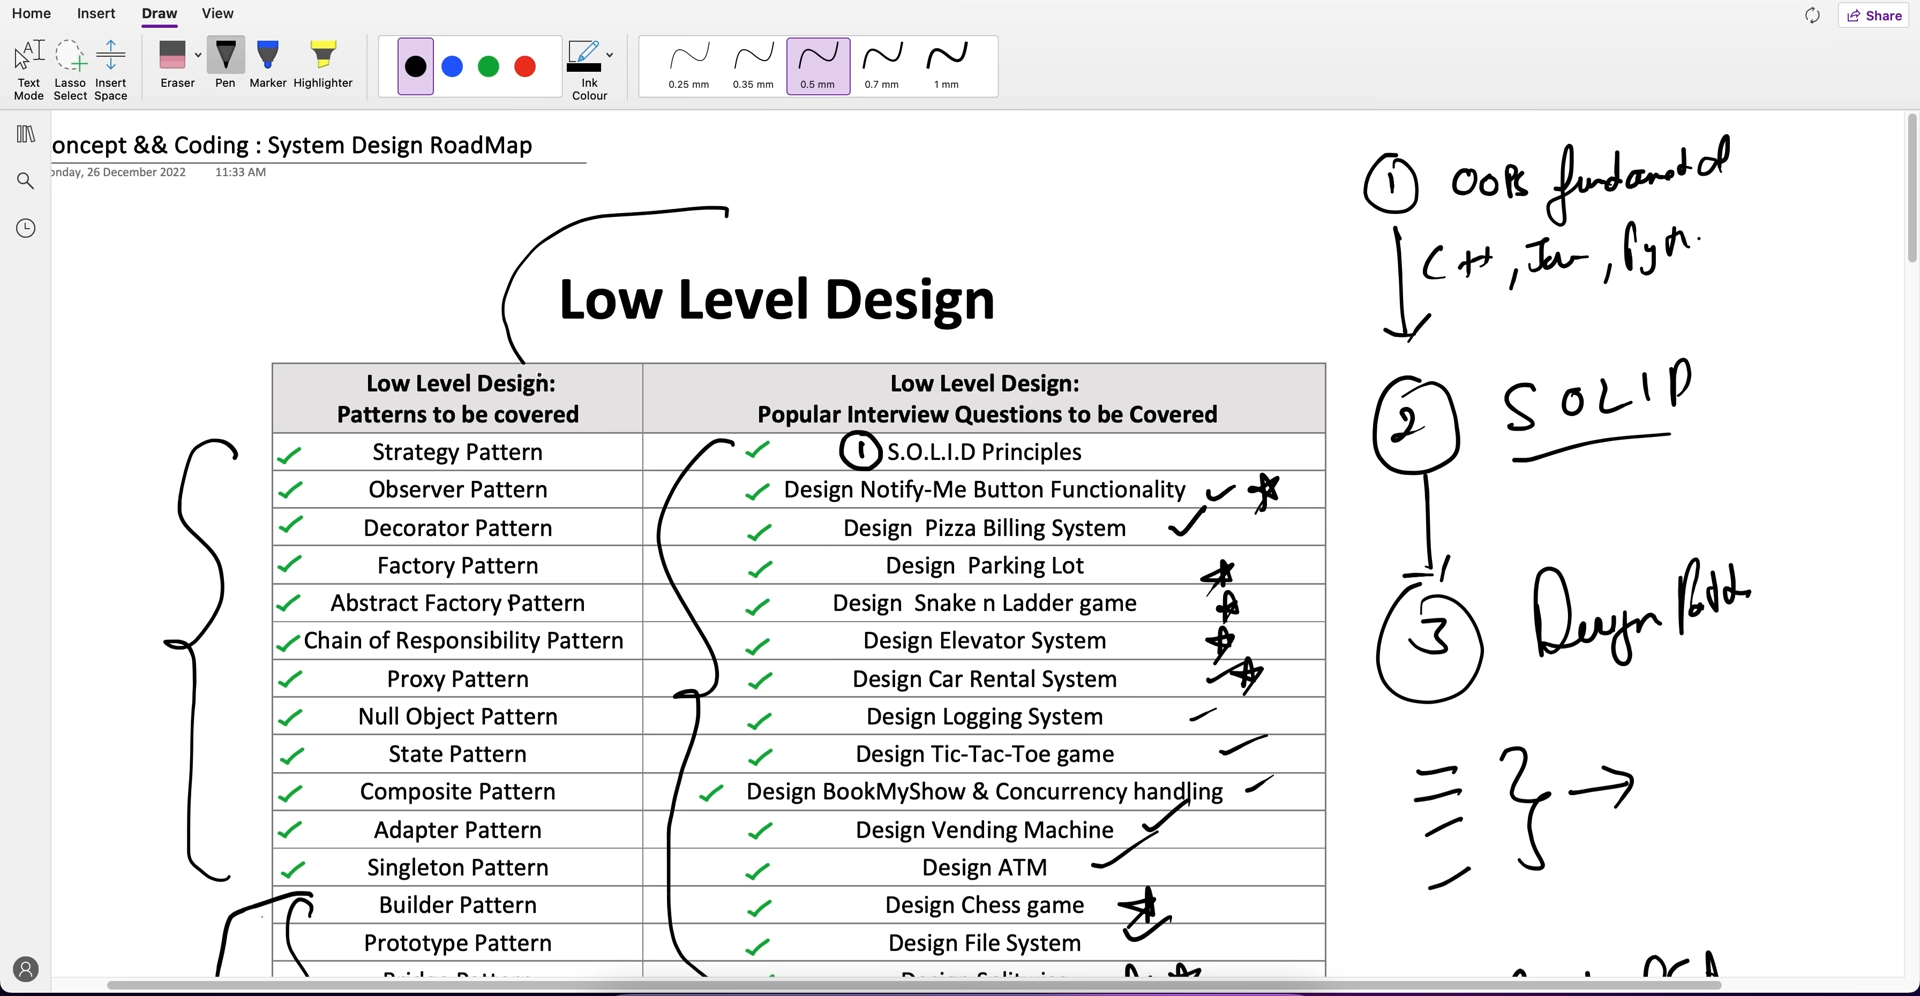 Home Insert Draw View
Share
Text Mode
Lasso Select
Insert Space
Eraser
Pen
Marker
Highlighter
Ink Colour
0.25 mm
0.35 mm
0.5 mm
0.7 mm
1 mm
oncept && Coding : System Design RoadMap
onday, 26 December 2022 11:33 AM
Low Level Design
Low Level Design:
Patterns to be covered
Low Level Design:
Popular Interview Questions to be Covered
Strategy Pattern
1 S.O.L.I.D Principles
Observer Pattern
Design Notify-Me Button Functionality
Decorator Pattern
Design Pizza Billing System
Factory Pattern
Design Parking Lot
Abstract Factory Pattern
Design Snake n Ladder game
Chain of Responsibility Pattern
Design Elevator System
Proxy Pattern
Design Car Rental System
Null Object Pattern
Design Logging System
State Pattern
Design Tic-Tac-Toe game
Composite Pattern
Design BookMyShow & Concurrency handling
Adapter Pattern
Design Vending Machine
Singleton Pattern
Design ATM
Builder Pattern
Design Chess game
Prototype Pattern
Design File System
1 OOPs
C++,
2 SOLID
3 Design